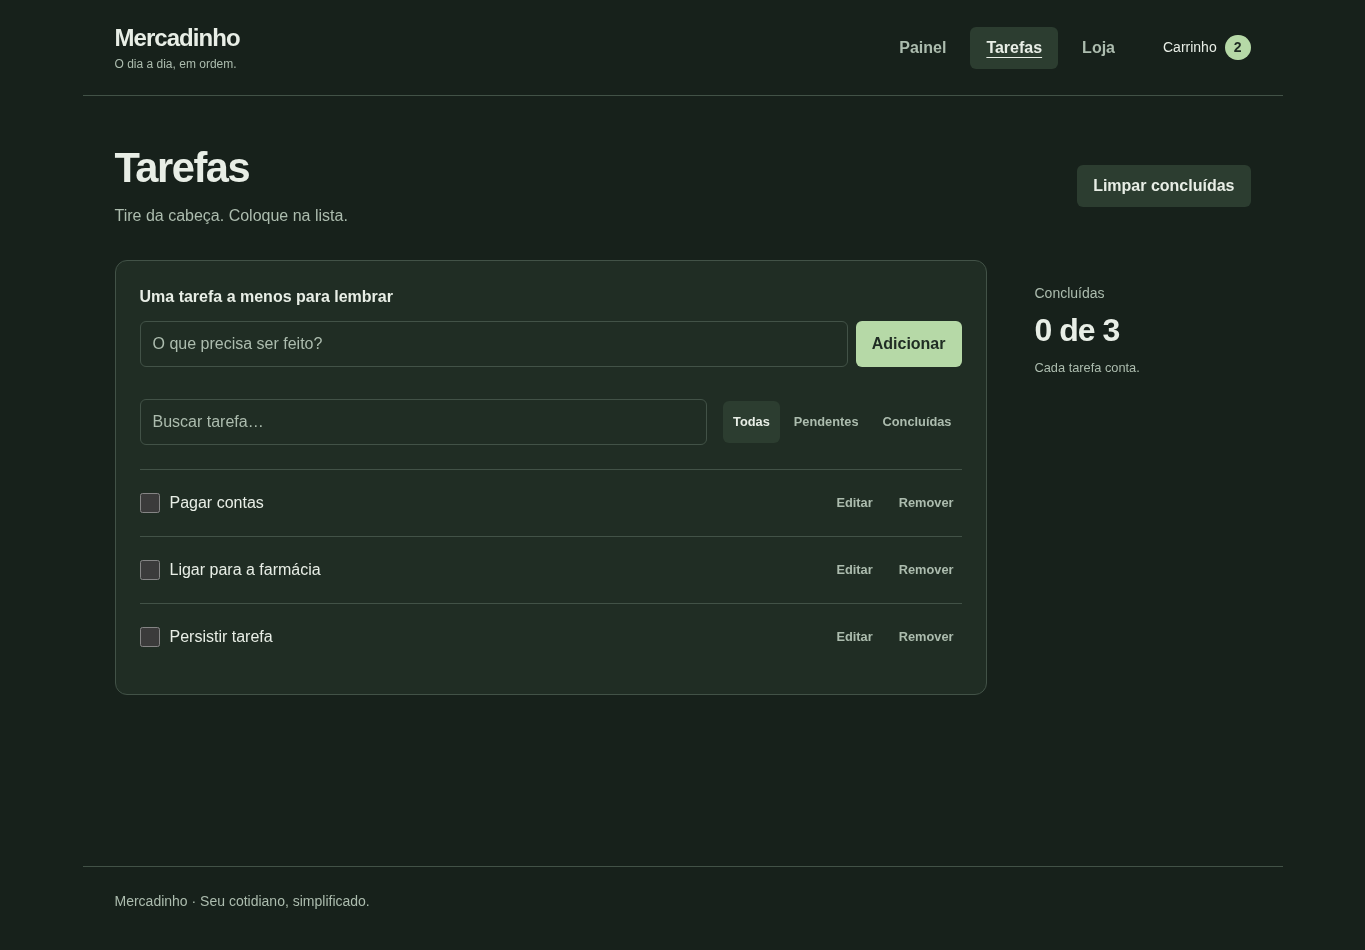 Mercadinho
O dia a dia, em ordem.
Painel
Tarefas
Loja
Carrinho 2
Tarefas
Tire da cabeça. Coloque na lista.
Limpar concluídas
Uma tarefa a menos para lembrar
O que precisa ser feito?
Adicionar
Buscar tarefa…
Todas
Pendentes
Concluídas
Pagar contas
Editar
Remover
Ligar para a farmácia
Editar
Remover
Persistir tarefa
Editar
Remover
Concluídas
0 de 3
Cada tarefa conta.
Mercadinho · Seu cotidiano, simplificado.